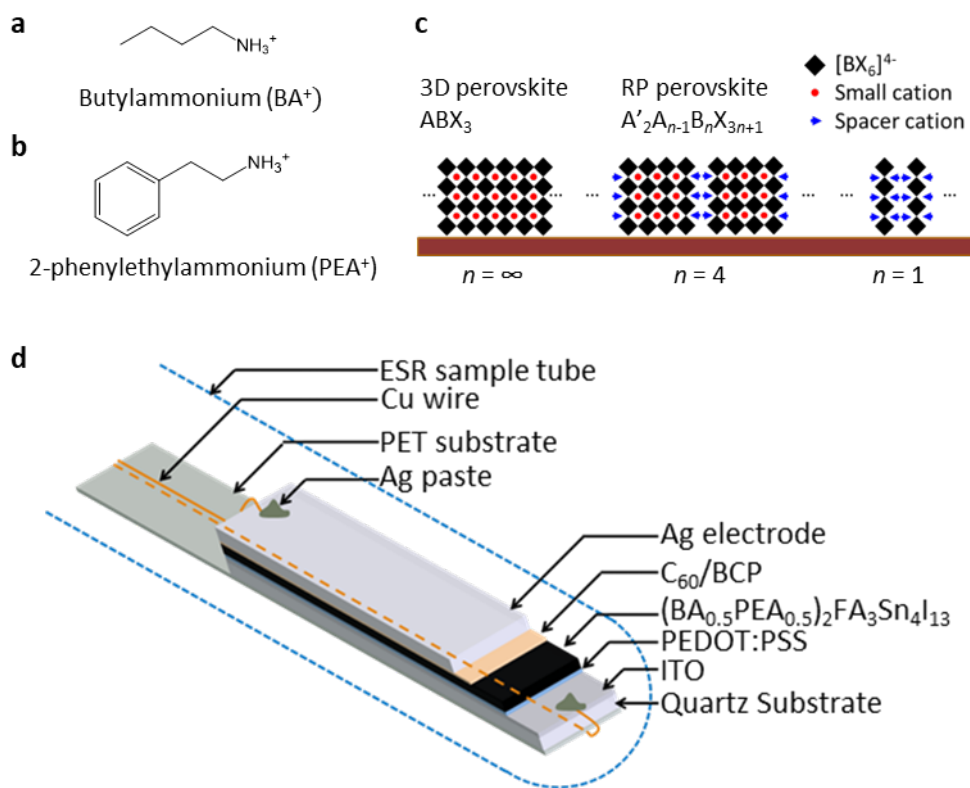 a
NH₃⁺
Butylammonium (BA⁺)
b
NH₃⁺
2-phenylethylammonium (PEA⁺)
c
3D perovskite
ABX₃
RP perovskite
A'₂Aₙ₋₁BₙX₃ₙ₊₁
[BX₆]⁴⁻
Small cation
Spacer cation
... ... ... ...
n = ∞
n = 4
n = 1
d
ESR sample tube
Cu wire
PET substrate
Ag paste
Ag electrode
C₆₀/BCP
(BA₀.₅PEA₀.₅)₂FA₃Sn₄I₁₃
PEDOT:PSS
ITO
Quartz Substrate